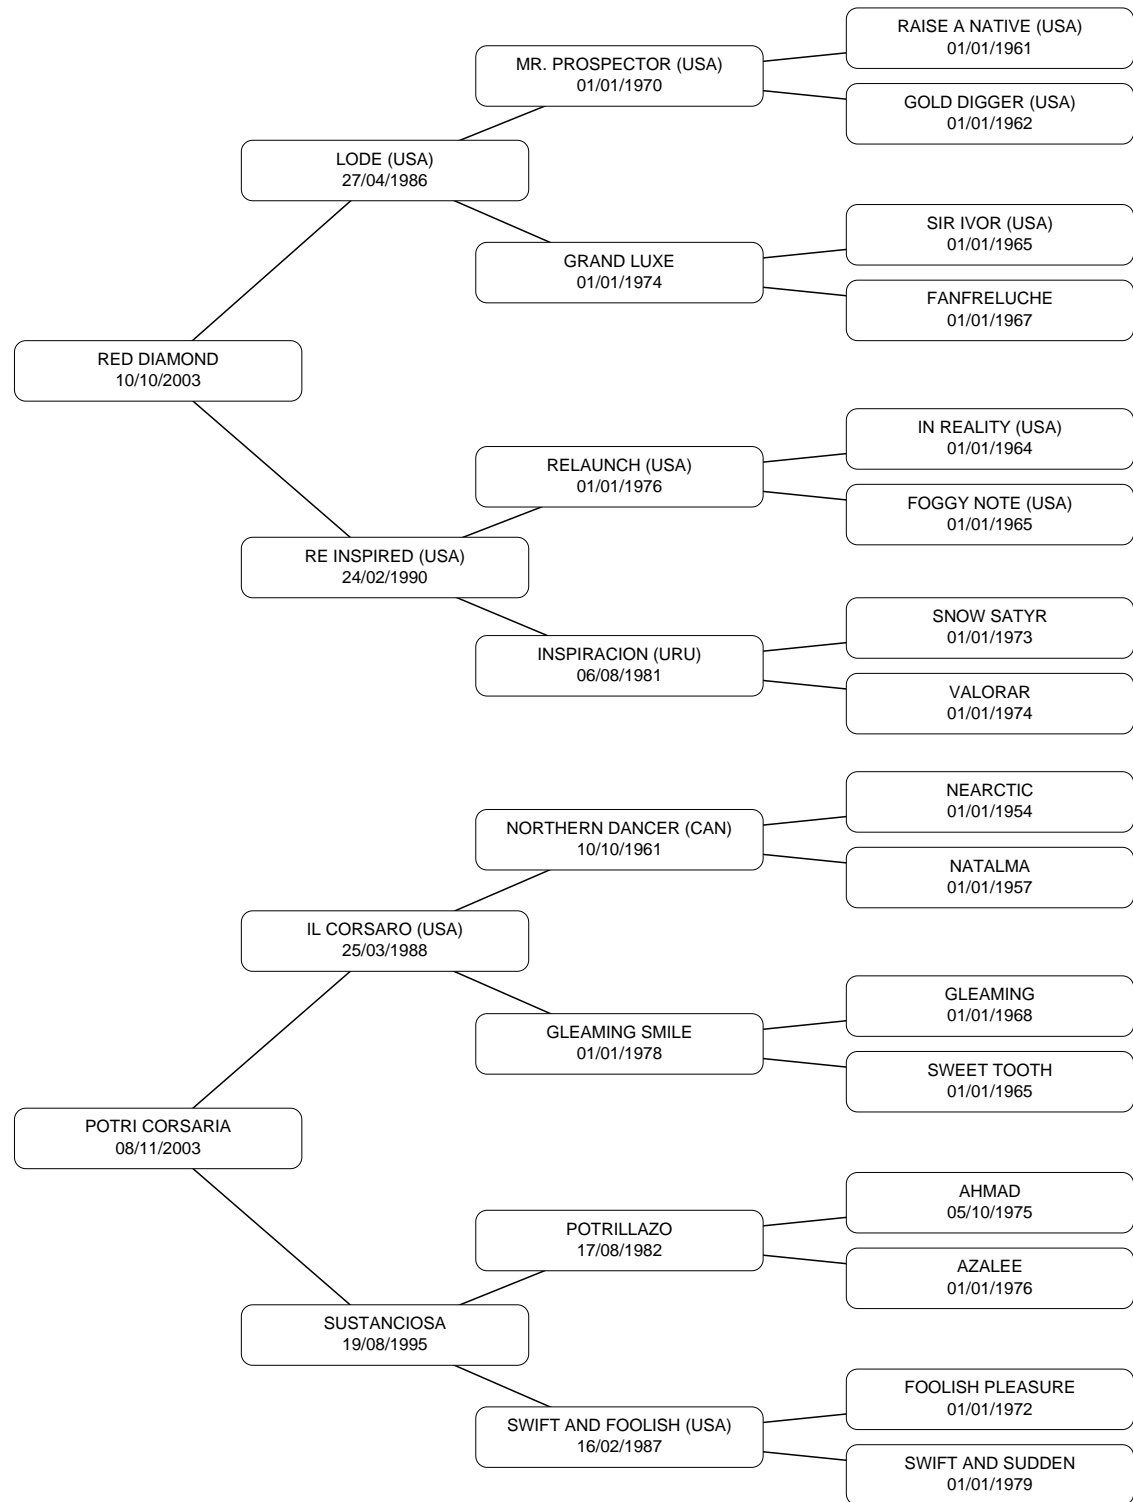 RAISE A NATIVE (USA)
01/01/1961
MR. PROSPECTOR (USA)
01/01/1970
GOLD DIGGER (USA)
01/01/1962
LODE (USA)
27/04/1986
SIR IVOR (USA)
01/01/1965
GRAND LUXE
01/01/1974
FANFRELUCHE
01/01/1967
RED DIAMOND
10/10/2003
IN REALITY (USA)
01/01/1964
RELAUNCH (USA)
01/01/1976
FOGGY NOTE (USA)
01/01/1965
RE INSPIRED (USA)
24/02/1990
SNOW SATYR
01/01/1973
INSPIRACION (URU)
06/08/1981
VALORAR
01/01/1974
NEARCTIC
01/01/1954
NORTHERN DANCER (CAN)
10/10/1961
NATALMA
01/01/1957
IL CORSARO (USA)
25/03/1988
GLEAMING
01/01/1968
GLEAMING SMILE
01/01/1978
SWEET TOOTH
01/01/1965
POTRI CORSARIA
08/11/2003
AHMAD
05/10/1975
POTRILLAZO
17/08/1982
AZALEE
01/01/1976
SUSTANCIOSA
19/08/1995
FOOLISH PLEASURE
01/01/1972
SWIFT AND FOOLISH (USA)
16/02/1987
SWIFT AND SUDDEN
01/01/1979